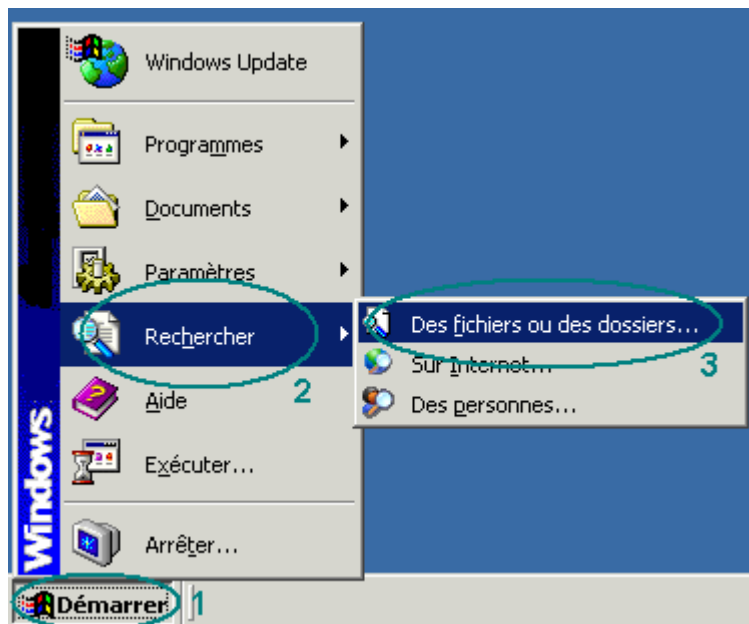 Windows Update
Programmes
Documents
Paramètres
Rechercher
2
Des fichiers ou des dossiers...
3
Sur Internet...
Des personnes...
Aide
Exécuter...
Arrêter...
Windows
Démarrer
1